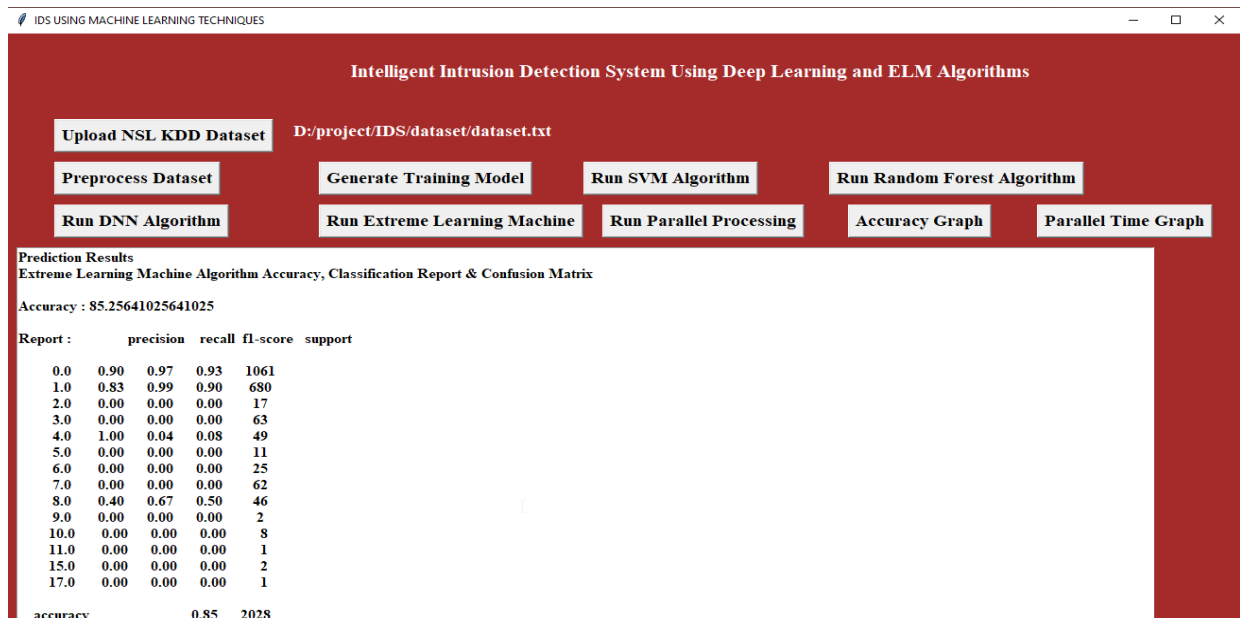 IDS USING MACHINE LEARNING TECHNIQUES
Intelligent Intrusion Detection System Using Deep Learning and ELM Algorithms
Upload NSL KDD Dataset D:/project/IDS/dataset/dataset.txt
Preprocess Dataset Generate Training Model Run SVM Algorithm Run Random Forest Algorithm
Run DNN Algorithm Run Extreme Learning Machine Run Parallel Processing Accuracy Graph Parallel Time Graph
Prediction Results
Extreme Learning Machine Algorithm Accuracy, Classification Report & Confusion Matrix
Accuracy : 85.25641025641025
Report : precision recall f1-score support
0.0 0.90 0.97 0.93 1061
1.0 0.83 0.99 0.90 680
2.0 0.00 0.00 0.00 17
3.0 0.00 0.00 0.00 63
4.0 1.00 0.04 0.08 49
5.0 0.00 0.00 0.00 11
6.0 0.00 0.00 0.00 25
7.0 0.00 0.00 0.00 62
8.0 0.40 0.67 0.50 46
9.0 0.00 0.00 0.00 2
10.0 0.00 0.00 0.00 8
11.0 0.00 0.00 0.00 1
15.0 0.00 0.00 0.00 2
17.0 0.00 0.00 0.00 1
accuracy 0.85 2028